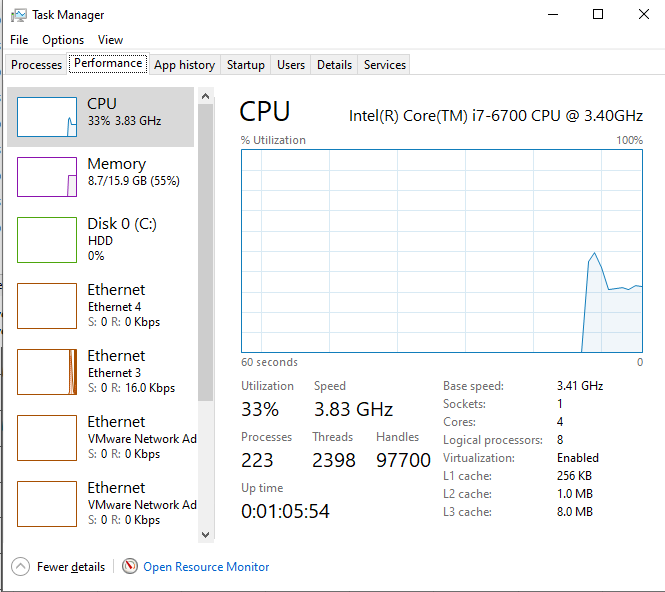 Task Manager
File Options View
Processes Performance App history Startup Users Details Services
CPU
33% 3.83 GHz
Memory
8.7/15.9 GB (55%)
Disk 0 (C:)
HDD
0%
Ethernet
Ethernet 4
S: 0 R: 0 Kbps
Ethernet
Ethernet 3
S: 0 R: 16.0 Kbps
Ethernet
VMware Network Ad
S: 0 R: 0 Kbps
Ethernet
VMware Network Ad
S: 0 R: 0 Kbps
CPU Intel(R) Core(TM) i7-6700 CPU @ 3.40GHz
% Utilization 100%
60 seconds 0
Utilization Speed
33% 3.83 GHz
Processes Threads Handles
223 2398 97700
Up time
0:01:05:54
Base speed: 3.41 GHz
Sockets: 1
Cores: 4
Logical processors: 8
Virtualization: Enabled
L1 cache: 256 KB
L2 cache: 1.0 MB
L3 cache: 8.0 MB
Fewer details Open Resource Monitor